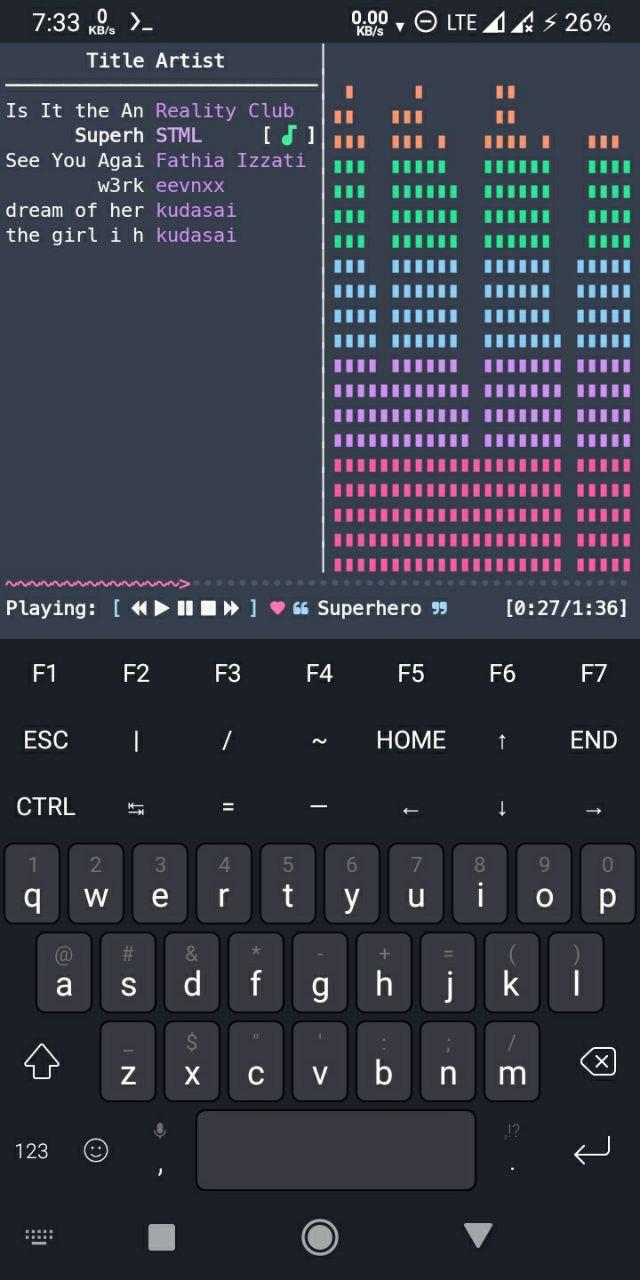 7:33 0 KB/s 0.00 KB/s LTE 26%
Title Artist
Is It the An Reality Club
Superh STML [ ]
See You Agai Fathia Izzati
w3rk eevnxx
dream of her kudasai
the girl i h kudasai
~~~~~~~~~~~~~~~~>
Playing: [ ] “ Superhero ” [0:27/1:36]
F1 F2 F3 F4 F5 F6 F7
ESC | / ~ HOME ↑ END
CTRL ↹ = — ← ↓ →
1 2 3 4 5 6 7 8 9 0
q w e r t y u i o p
@ # & * - + = ( )
a s d f g h j k l
_ $ " ' : ; /
z x c v b n m
,!?
123 , .